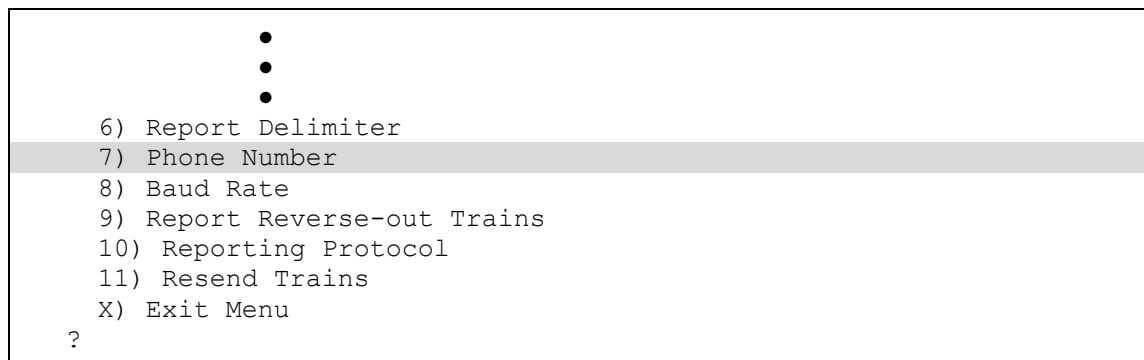 ●
●
●
6) Report Delimiter
7) Phone Number
8) Baud Rate
9) Report Reverse-out Trains
10) Reporting Protocol
11) Resend Trains
X) Exit Menu
?